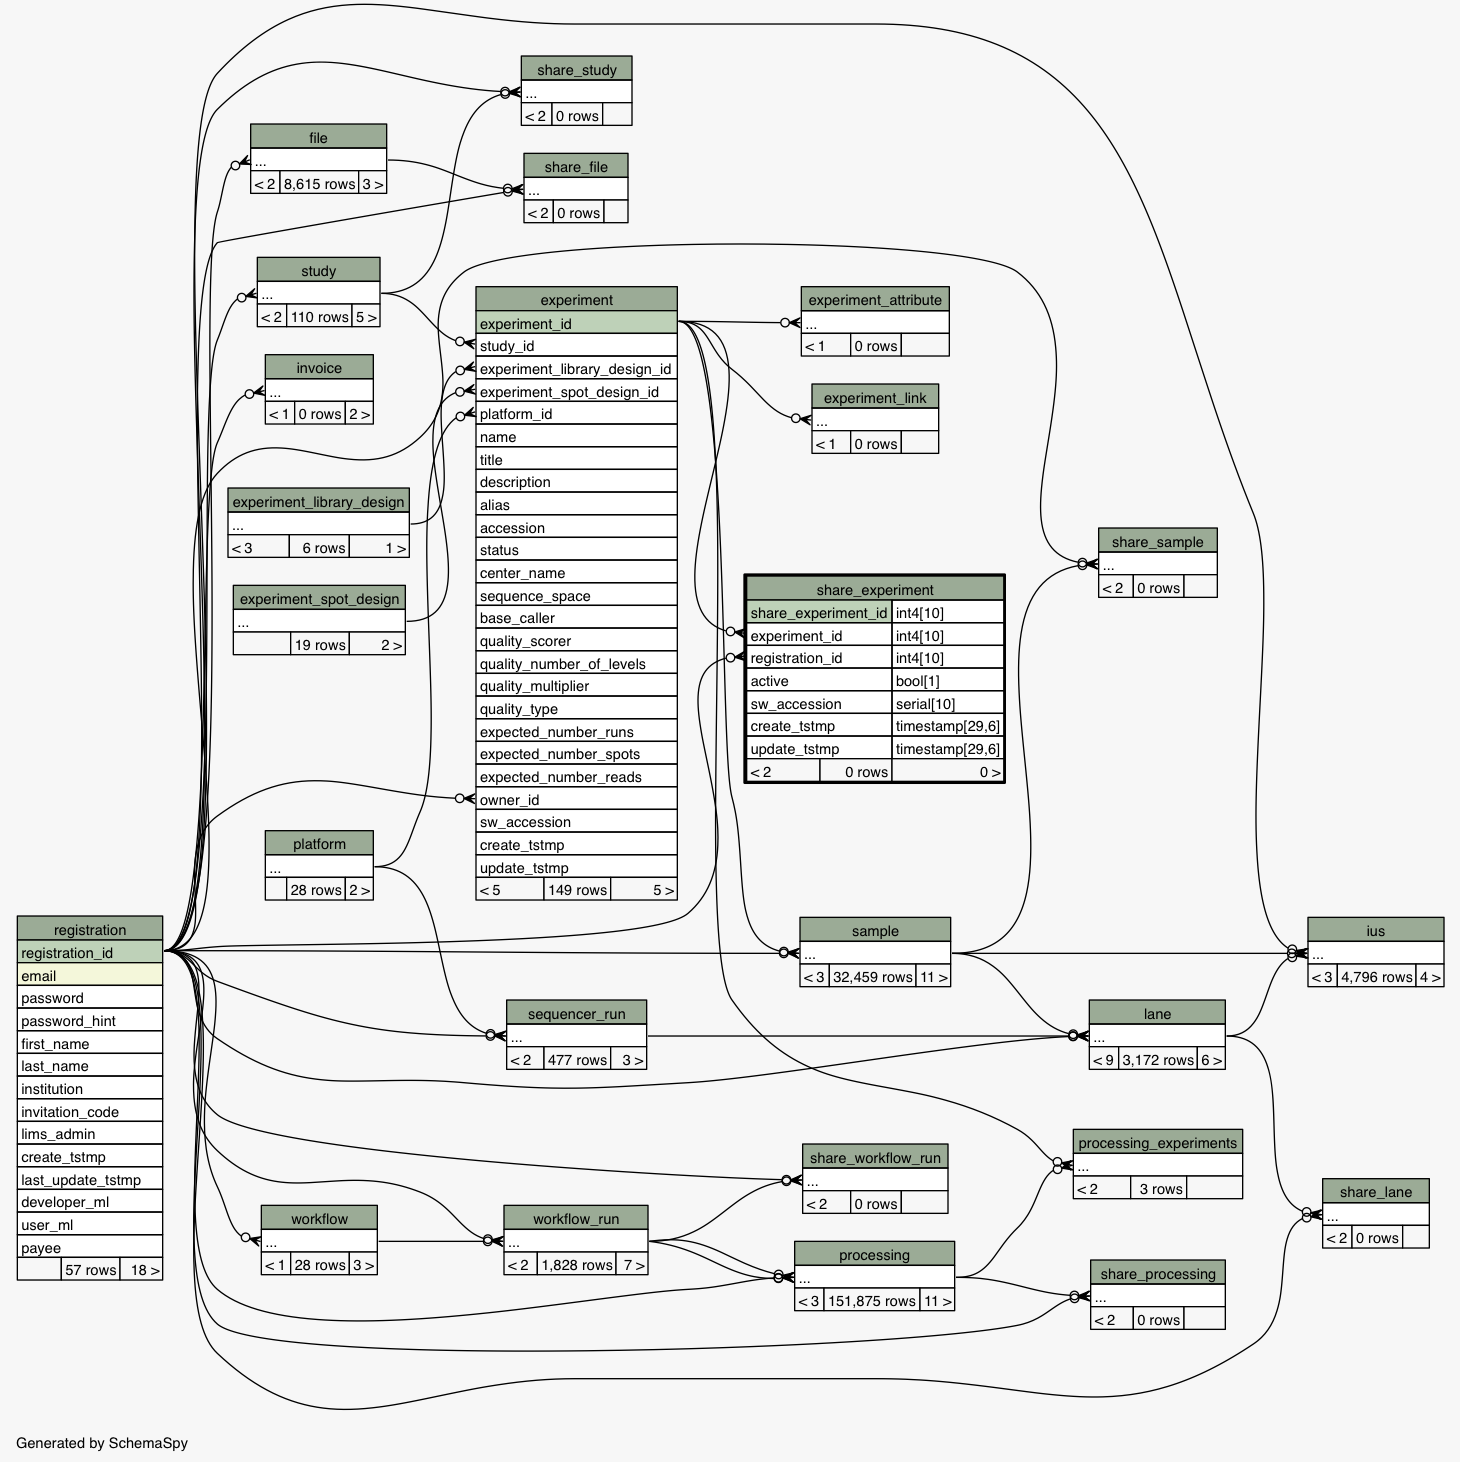 share_study
...
< 2 0 rows
file
...
< 2 8,615 rows 3 >
share_file
...
< 2 0 rows
study
...
< 2 110 rows 5 >
invoice
...
< 1 0 rows 2 >
experiment_library_design
...
< 3 6 rows 1 >
experiment_spot_design
...
19 rows 2 >
platform
...
28 rows 2 >
experiment
experiment_id
study_id
experiment_library_design_id
experiment_spot_design_id
platform_id
name
title
description
alias
accession
status
center_name
sequence_space
base_caller
quality_scorer
quality_number_of_levels
quality_multiplier
quality_type
expected_number_runs
expected_number_spots
expected_number_reads
owner_id
sw_accession
create_tstmp
update_tstmp
< 5 149 rows 5 >
experiment_attribute
...
< 1 0 rows
experiment_link
...
< 1 0 rows
share_sample
...
< 2 0 rows
share_experiment
share_experiment_id int4[10]
experiment_id int4[10]
registration_id int4[10]
active bool[1]
sw_accession serial[10]
create_tstmp timestamp[29,6]
update_tstmp timestamp[29,6]
< 2 0 rows 0 >
registration
registration_id
email
password
password_hint
first_name
last_name
institution
invitation_code
lims_admin
create_tstmp
last_update_tstmp
developer_ml
user_ml
payee
57 rows 18 >
sample
...
< 3 32,459 rows 11 >
ius
...
< 3 4,796 rows 4 >
sequencer_run
...
< 2 477 rows 3 >
lane
...
< 9 3,172 rows 6 >
share_workflow_run
...
< 2 0 rows
processing_experiments
...
< 2 3 rows
share_lane
...
< 2 0 rows
workflow
...
< 1 28 rows 3 >
workflow_run
...
< 2 1,828 rows 7 >
processing
...
< 3 151,875 rows 11 >
share_processing
...
< 2 0 rows
Generated by SchemaSpy